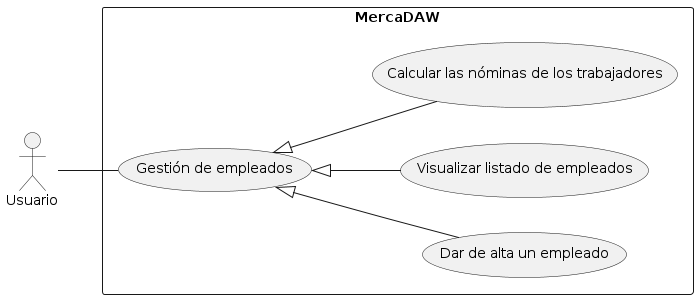 MercaDAW
Calcular las nóminas de los trabajadores
Usuario
Gestión de empleados
Visualizar listado de empleados
Dar de alta un empleado